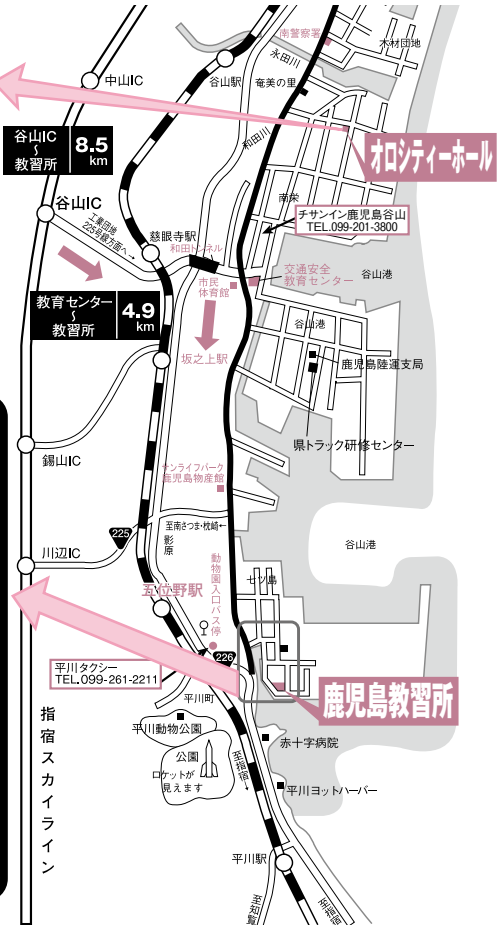 南警察署
木材団地
永田川
谷山駅
奄美の里
中山IC
和田川
谷山IC
～
教習所
8.5
km
オロシティーホール
谷山IC
工業団地
225号線方面へ→
南栄
チサンイン鹿児島谷山
TEL.099-201-3800
慈眼寺駅
和田トンネル
交通安全
教育センター
谷山港
市民
体育館
教育センター
～
教習所
4.9
km
谷山港
坂之上駅
鹿児島陸運支局
県トラック研修センター
錫山IC
サンライフパーク
鹿児島物産館
至南さつま・枕崎←
225
影原
谷山港
川辺IC
動物園入口バス停
七ツ島
五位野駅
226
平川タクシー
TEL.099-261-2211
鹿児島教習所
平川町
平川動物公園
赤十字病院
公園
ロケットが
見えます
至指宿→
平川ヨットハーバー
指宿スカイライン
平川駅
至知覧
至指宿